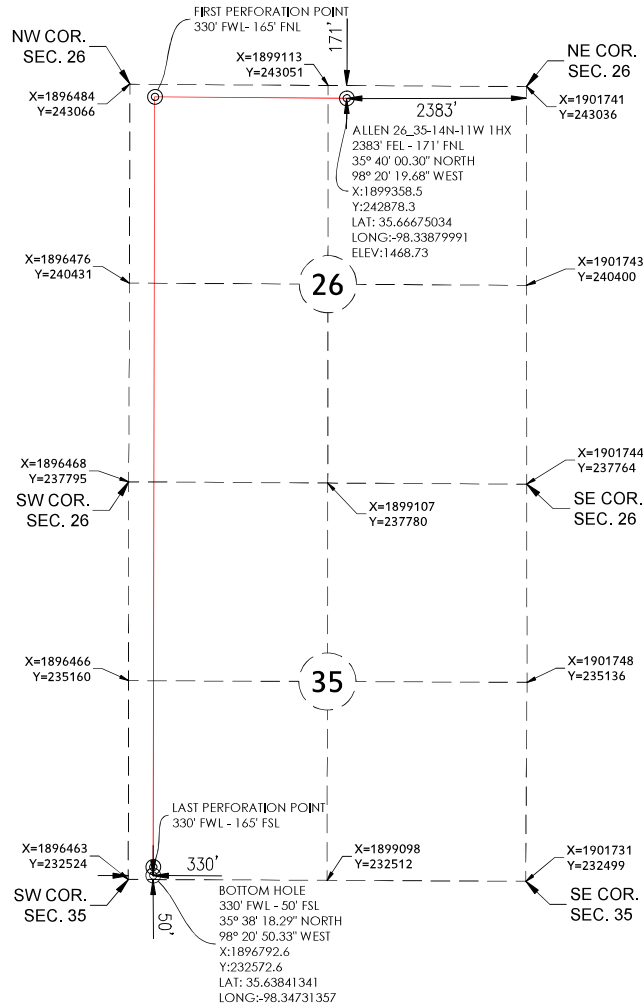 FIRST PERFORATION POINT
330' FWL- 165' FNL
NW COR.
SEC. 26
X=1896484
Y=243066
X=1899113
Y=243051
171'
NE COR.
SEC. 26
X=1901741
Y=243036
2383'
ALLEN 26_35-14N-11W 1HX
2383' FEL - 171' FNL
35° 40' 00.30" NORTH
98° 20' 19.68" WEST
X:1899358.5
Y:242878.3
LAT: 35.66675034
LONG:-98.33879991
ELEV:1468.73
X=1896476
Y=240431
26
X=1901743
Y=240400
X=1896468
Y=237795
SW COR.
SEC. 26
X=1899107
Y=237780
X=1901744
Y=237764
SE COR.
SEC. 26
X=1896466
Y=235160
35
X=1901748
Y=235136
LAST PERFORATION POINT
330' FWL - 165' FSL
X=1896463
Y=232524
SW COR.
SEC. 35
330'
50'
BOTTOM HOLE
330' FWL - 50' FSL
35° 38' 18.29" NORTH
98° 20' 50.33" WEST
X:1896792.6
Y:232572.6
LAT: 35.63841341
LONG:-98.34731357
X=1899098
Y=232512
X=1901731
Y=232499
SE COR.
SEC. 35